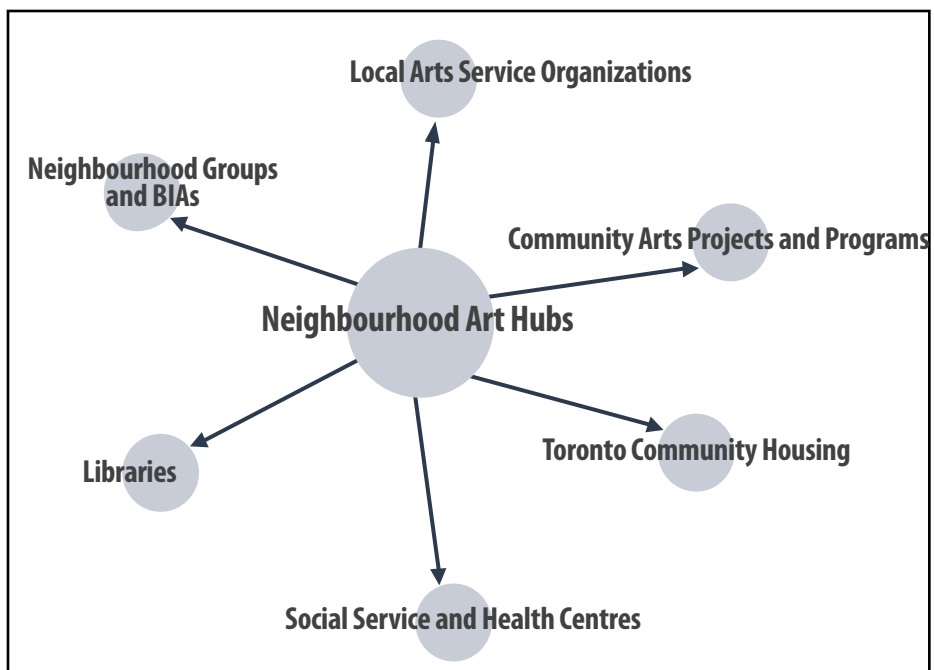 Local Arts Service Organizations
Neighbourhood Groups
and BIAs
Community Arts Projects and Programs
Neighbourhood Art Hubs
Toronto Community Housing
Libraries
Social Service and Health Centres